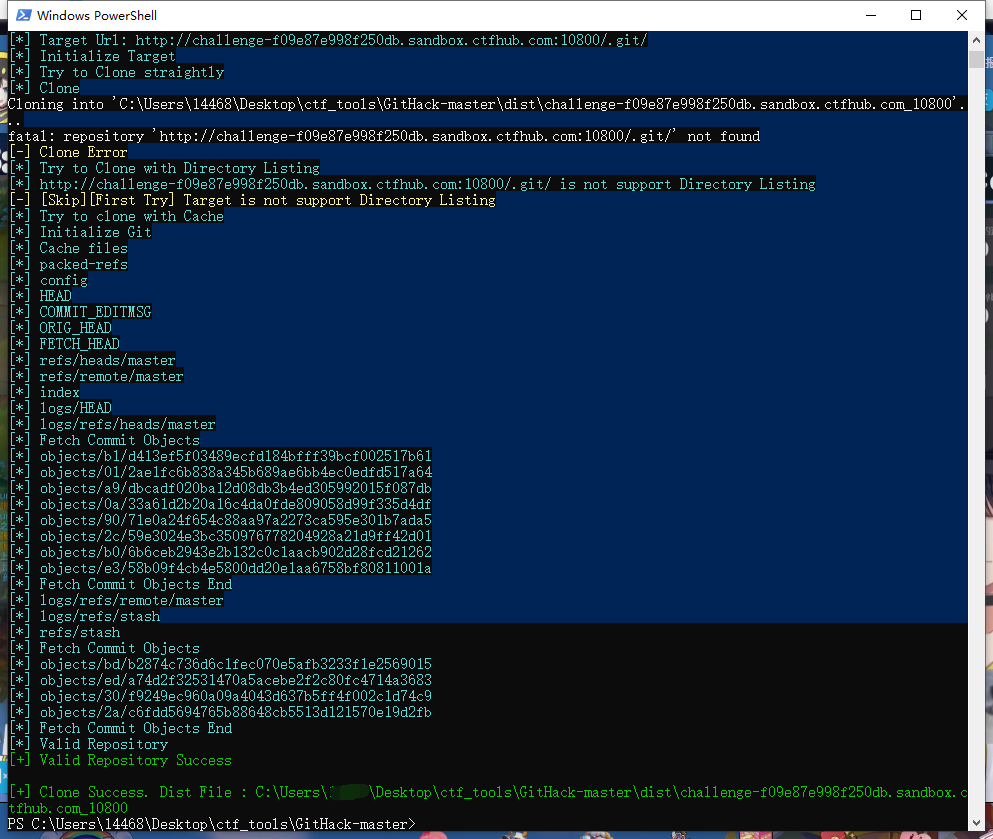 Windows PowerShell
[*] Target Url: http://challenge-f09e87e998f250db.sandbox.ctfhub.com:10800/.git/
[*] Initialize Target
[*] Try to Clone straightly
[*] Clone
Cloning into 'C:\Users\14468\Desktop\ctf_tools\GitHack-master\dist\challenge-f09e87e998f250db.sandbox.ctfhub.com_10800'.
..
fatal: repository 'http://challenge-f09e87e998f250db.sandbox.ctfhub.com:10800/.git/' not found
[-] Clone Error
[*] Try to Clone with Directory Listing
[*] http://challenge-f09e87e998f250db.sandbox.ctfhub.com:10800/.git/ is not support Directory Listing
[-] [Skip][First Try] Target is not support Directory Listing
[*] Try to clone with Cache
[*] Initialize Git
[*] Cache files
[*] packed-refs
[*] config
[*] HEAD
[*] COMMIT_EDITMSG
[*] ORIG_HEAD
[*] FETCH_HEAD
[*] refs/heads/master
[*] refs/remote/master
[*] index
[*] logs/HEAD
[*] logs/refs/heads/master
[*] Fetch Commit Objects
[*] objects/b1/d413ef5f03489ecfd184bfff39bcf002517b61
[*] objects/01/2ae1fc6b838a345b689ae6bb4ec0edfd517a64
[*] objects/a9/dbcadf020ba12d08db3b4ed305992015f087db
[*] objects/0a/33a61d2b20a16c4da0fde809058d99f335d4df
[*] objects/90/71e0a24f654c88aa97a2273ca595e301b7ada5
[*] objects/2c/59e3024e3bc350976778204928a21d9ff42d01
[*] objects/b0/6b6ceb2943e2b132c0c1aacb902d28fcd21262
[*] objects/e3/58b09f4cb4e5800dd20e1aa6758bf80811001a
[*] Fetch Commit Objects End
[*] logs/refs/remote/master
[*] logs/refs/stash
[*] refs/stash
[*] Fetch Commit Objects
[*] objects/bd/b2874c736d6c1fec070e5afb3233f1e2569015
[*] objects/ed/a74d2f32531470a5acebe2f2c80fc4714a3683
[*] objects/30/f9249ec960a09a4043d637b5ff4f002c1d74c9
[*] objects/2a/c6fdd5694765b88648cb5513d121570e19d2fb
[*] Fetch Commit Objects End
[*] Valid Repository
[+] Valid Repository Success
[+] Clone Success. Dist File : C:\Users\ \Desktop\ctf_tools\GitHack-master\dist\challenge-f09e87e998f250db.sandbox.c
tfhub.com_10800
PS C:\Users\14468\Desktop\ctf_tools\GitHack-master>